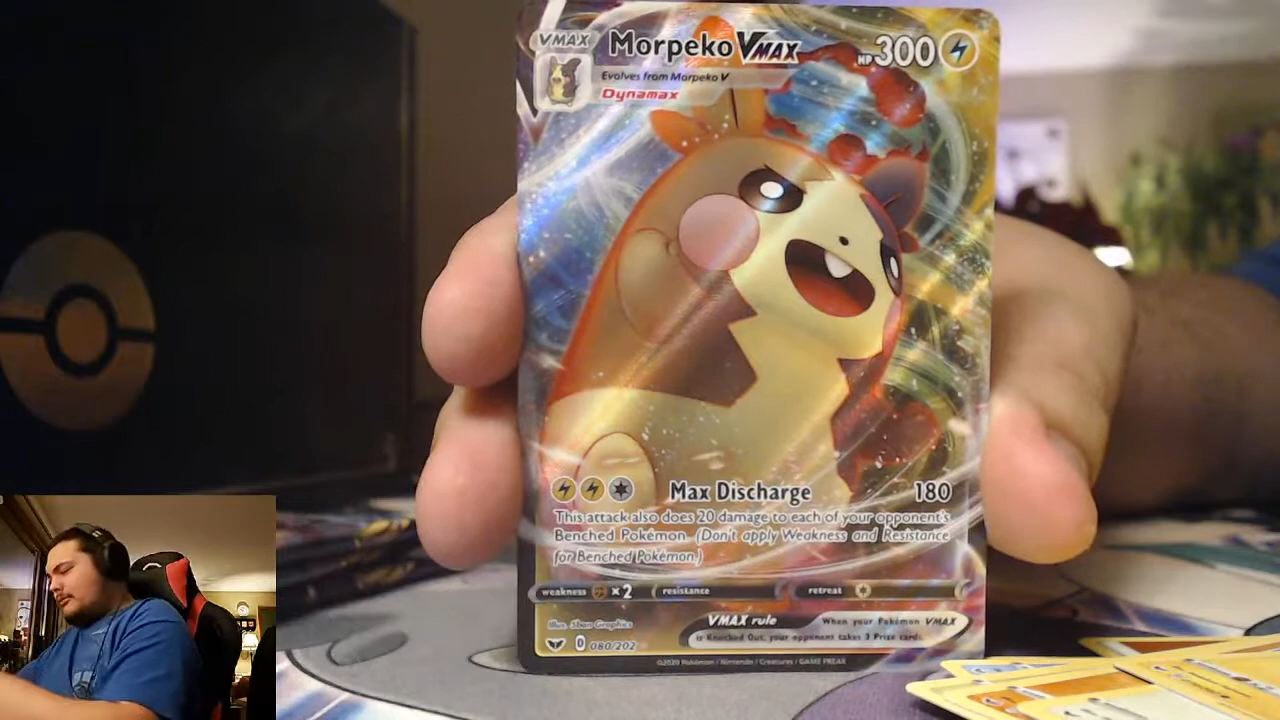 VMAX Morpeko VMAX HP 300
Evolves from Morpeko V
Dynamax
Max Discharge 180
This attack also does 20 damage to each of your opponent's
Benched Pokémon. (Don't apply Weakness and Resistance
for Benched Pokémon.)
weakness ×2 resistance retreat
VMAX rule When your Pokémon VMAX
is Knocked Out, your opponent takes 3 Prize cards.
Illus. 5ban Graphics
D 080/202
©2020 Pokémon / Nintendo / Creatures / GAME FREAK